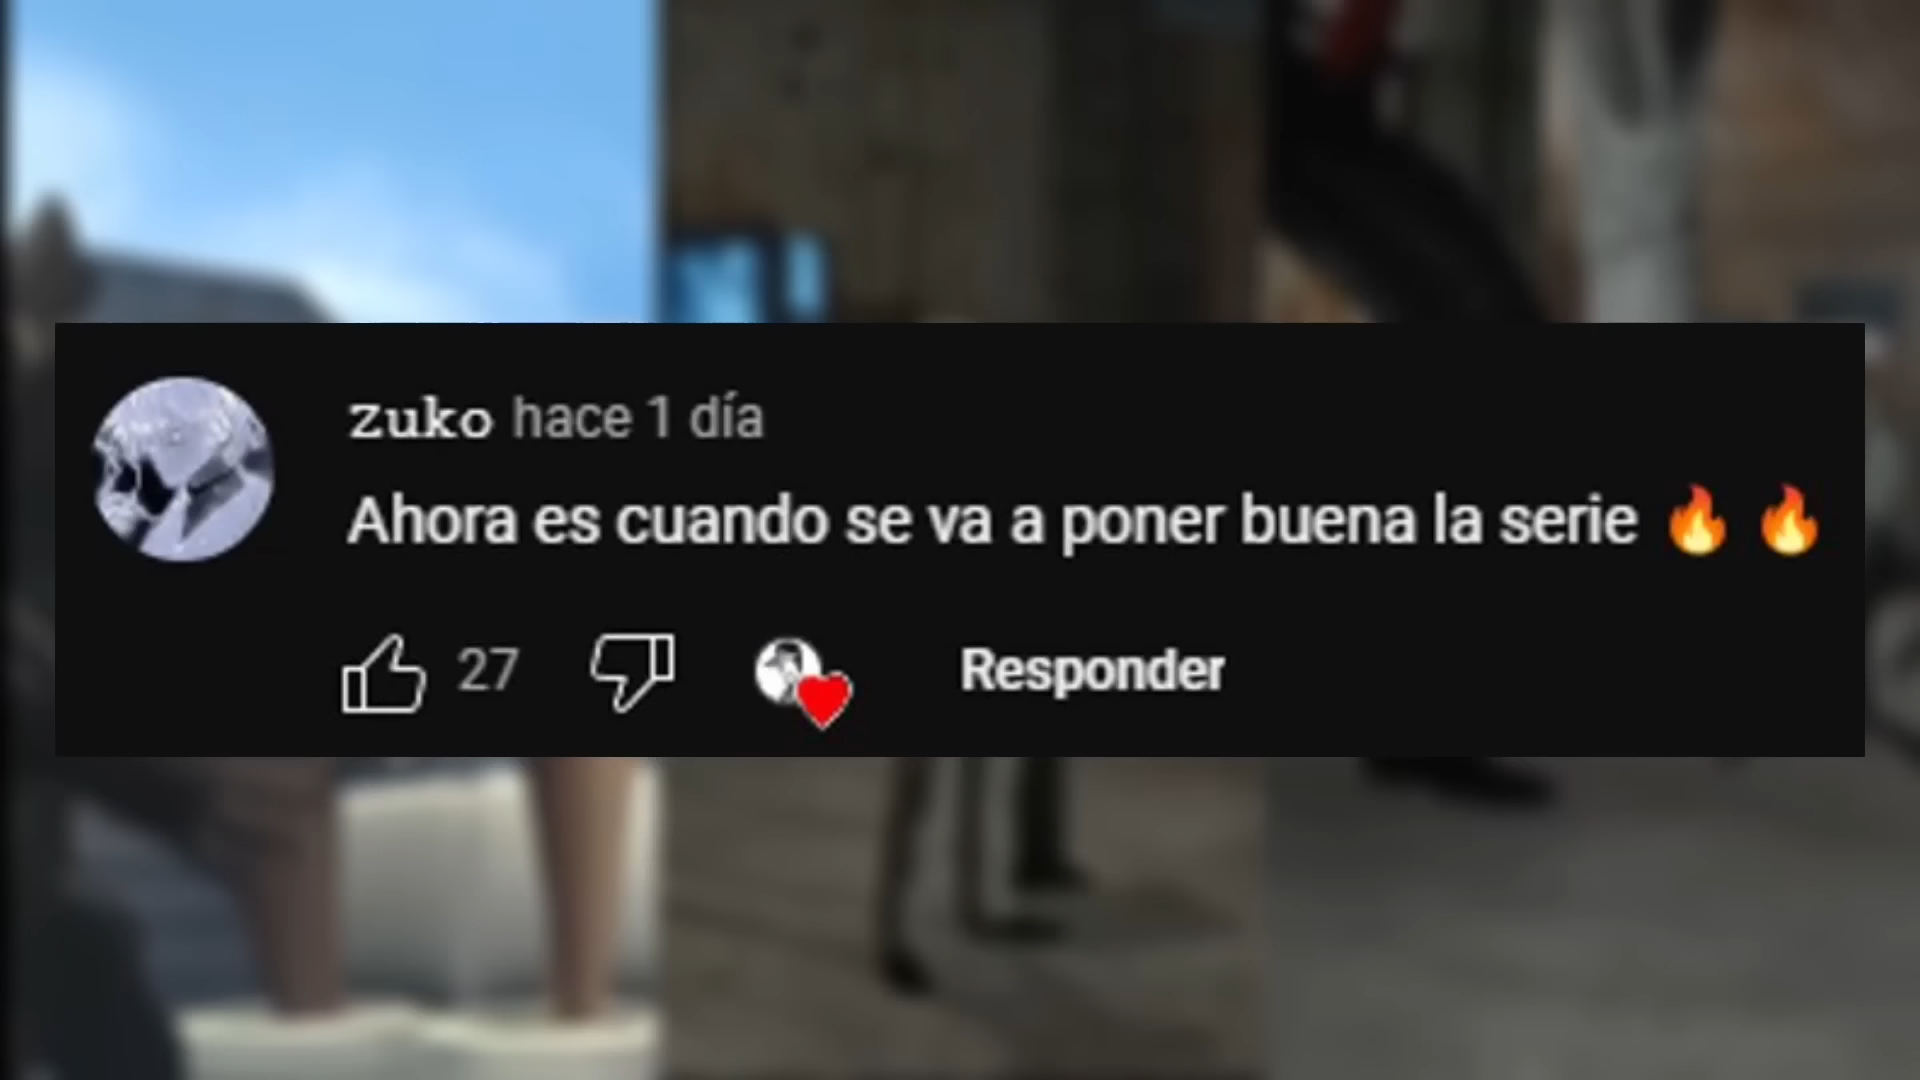 zuko hace 1 día
Ahora es cuando se va a poner buena la serie 🔥 🔥
27 Responder